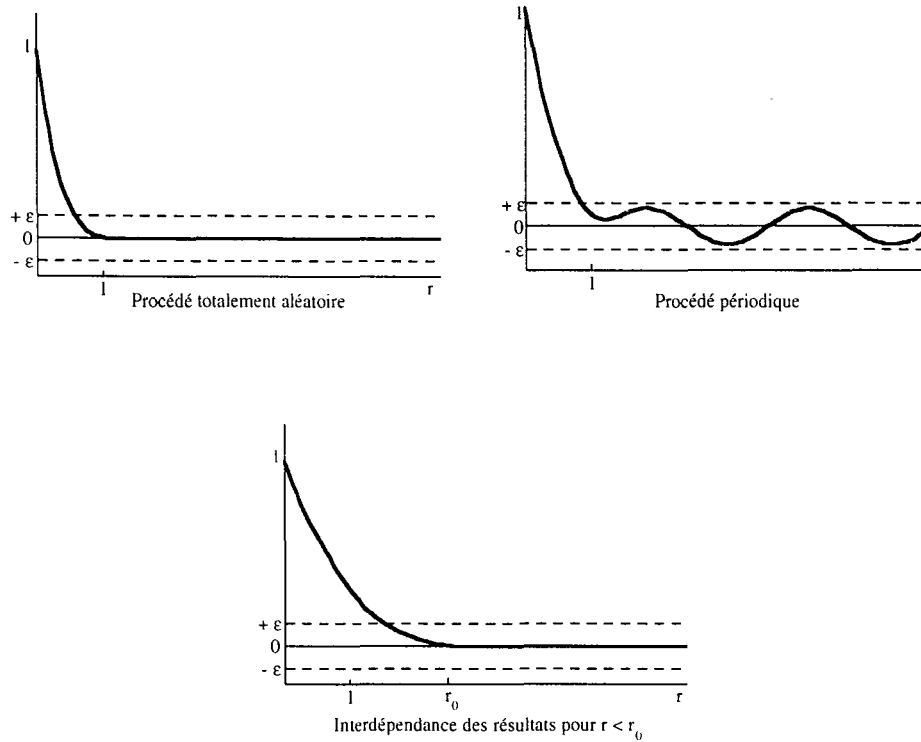 1
+ ε
0
- ε
1 r
Procédé totalement aléatoire
1
+ ε
0
- ε
1
Procédé périodique
1
+ ε
0
- ε
1 r₀ r
Interdépendance des résultats pour r < r₀